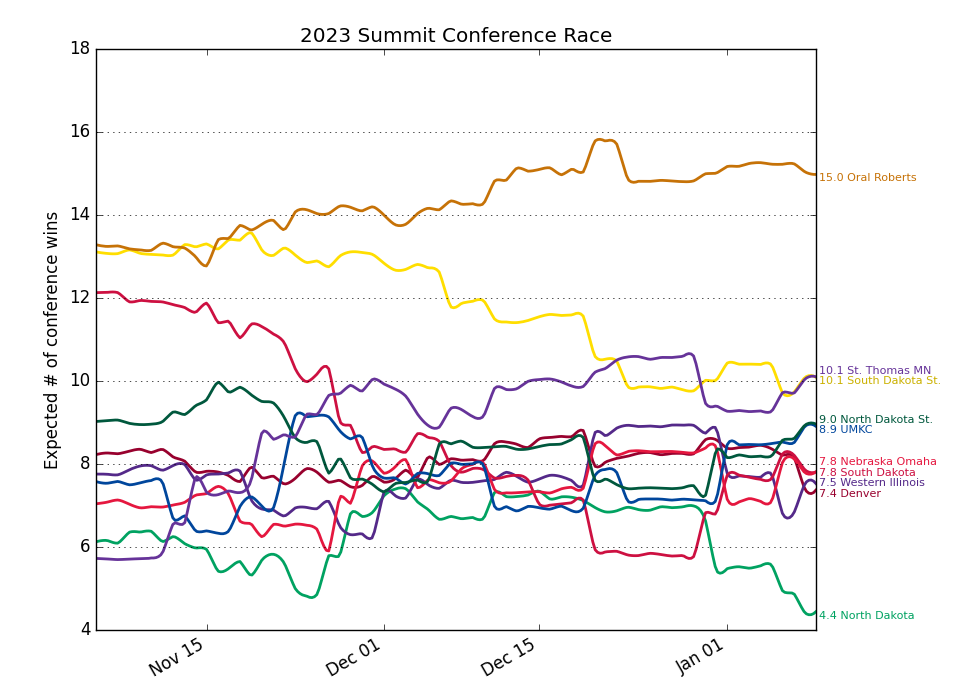 2023 Summit Conference Race
Expected # of conference wins
18
16
14
12
10
8
6
4
Nov 15
Dec 01
Dec 15
Jan 01
15.0 Oral Roberts
10.1 St. Thomas MN
10.1 South Dakota St.
9.0 North Dakota St.
8.9 UMKC
7.8 Nebraska Omaha
7.8 South Dakota
7.5 Western Illinois
7.4 Denver
4.4 North Dakota